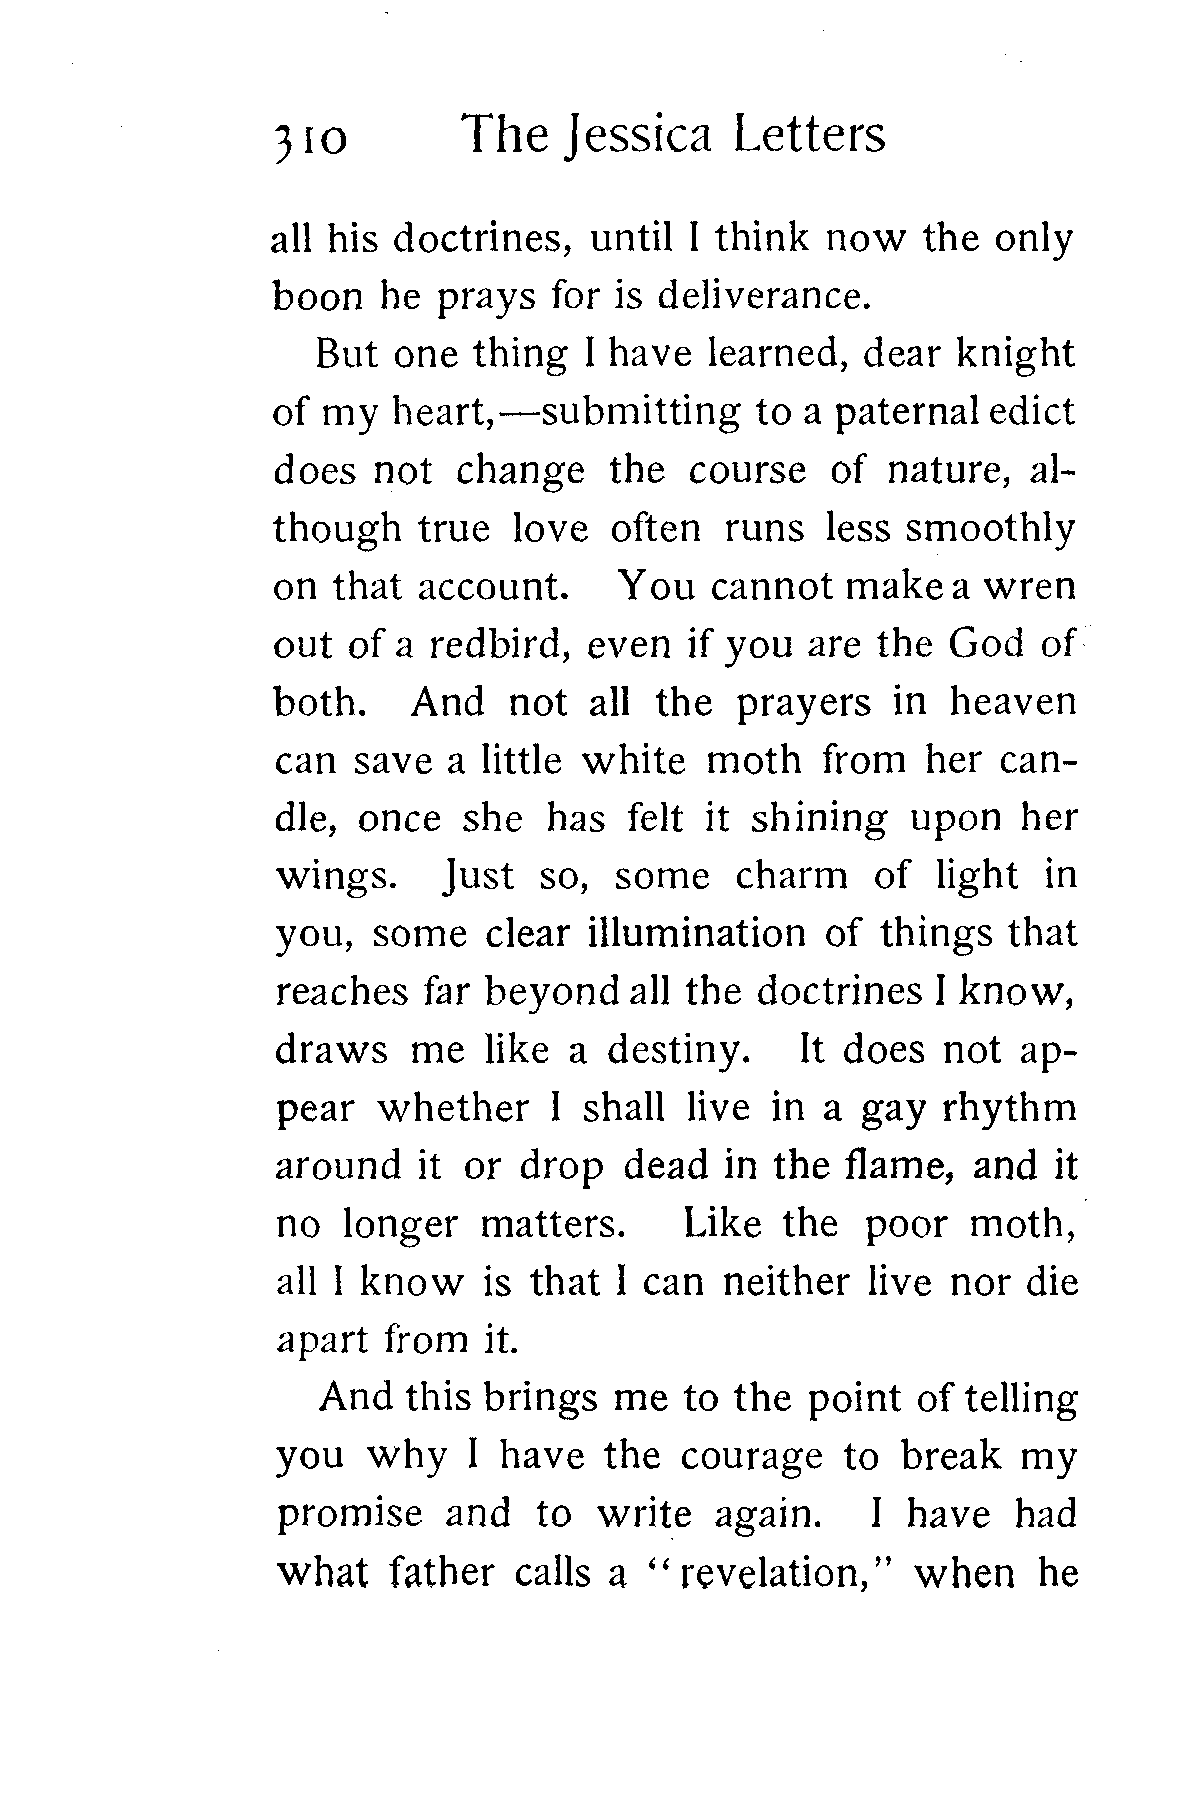 310 The Jessica Letters
all his doctrines, until I think now the only
boon he prays for is deliverance.
But one thing I have learned, dear knight
of my heart,—submitting to a paternal edict
does not change the course of nature, al-
though true love often runs less smoothly
on that account. You cannot make a wren
out of a redbird, even if you are the God of
both. And not all the prayers in heaven
can save a little white moth from her can-
dle, once she has felt it shining upon her
wings. Just so, some charm of light in
you, some clear illumination of things that
reaches far beyond all the doctrines I know,
draws me like a destiny. It does not ap-
pear whether I shall live in a gay rhythm
around it or drop dead in the flame, and it
no longer matters. Like the poor moth,
all I know is that I can neither live nor die
apart from it.
And this brings me to the point of telling
you why I have the courage to break my
promise and to write again. I have had
what father calls a “revelation,” when he